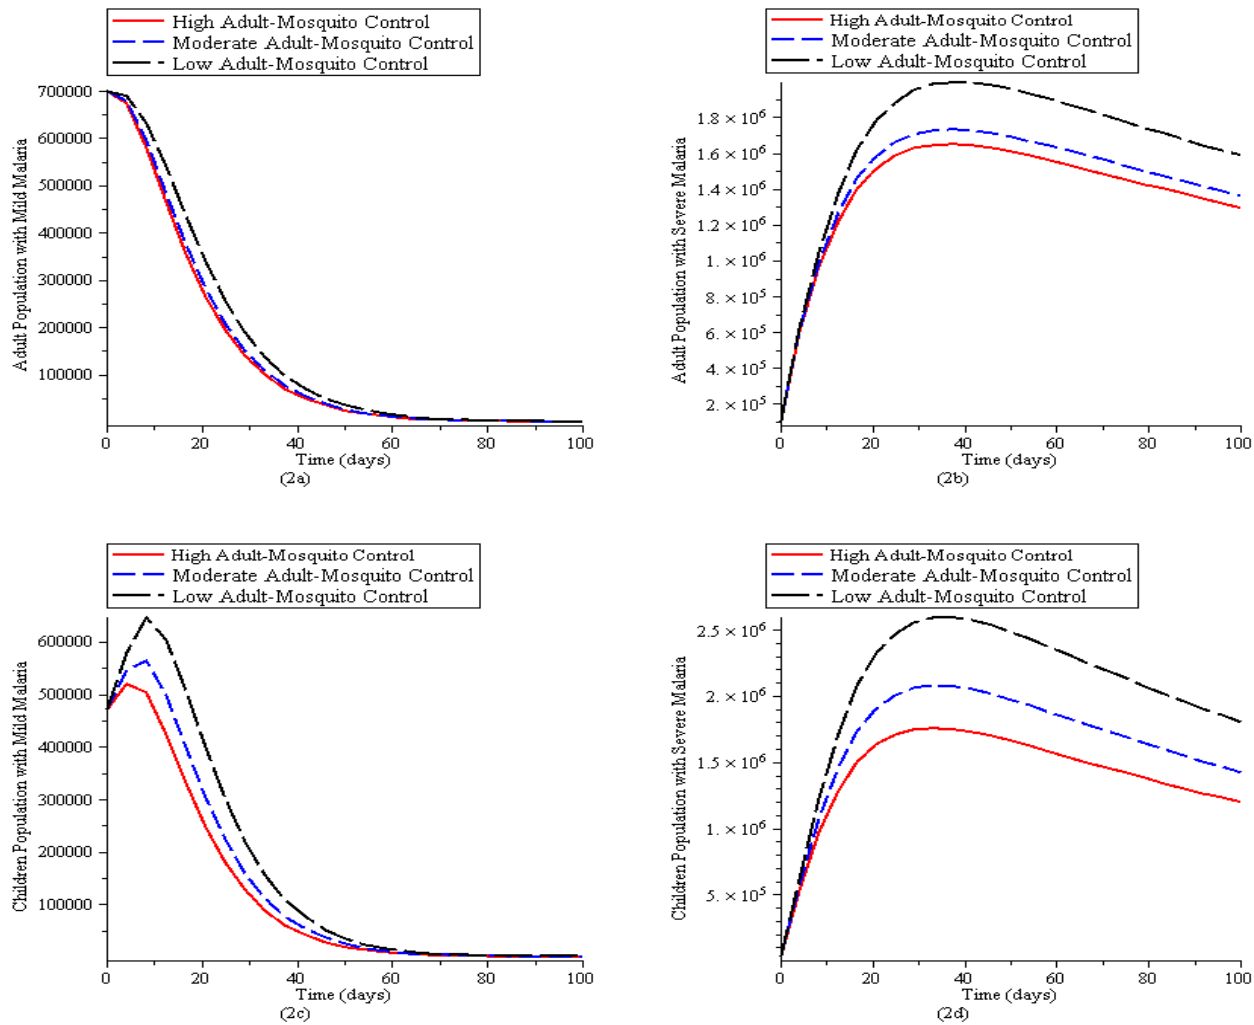 High Adult-Mosquito Control
Moderate Adult-Mosquito Control
Low Adult-Mosquito Control
Adult Population with Mild Malaria
700000
600000
500000
400000
300000
200000
100000
0 20 40 60 80 100
Time (days)
(2a)
High Adult-Mosquito Control
Moderate Adult-Mosquito Control
Low Adult-Mosquito Control
Adult Population with Severe Malaria
1.8 × 10⁶
1.6 × 10⁶
1.4 × 10⁶
1.2 × 10⁶
1. × 10⁶
8. × 10⁵
6. × 10⁵
4. × 10⁵
2. × 10⁵
0 20 40 60 80 100
Time (days)
(2b)
High Adult-Mosquito Control
Moderate Adult-Mosquito Control
Low Adult-Mosquito Control
Children Population with Mild Malaria
600000
500000
400000
300000
200000
100000
0 20 40 60 80 100
Time (days)
(2c)
High Adult-Mosquito Control
Moderate Adult-Mosquito Control
Low Adult-Mosquito Control
Children Population with Severe Malaria
2.5 × 10⁶
2. × 10⁶
1.5 × 10⁶
1. × 10⁶
5. × 10⁵
0 20 40 60 80 100
Time (days)
(2d)